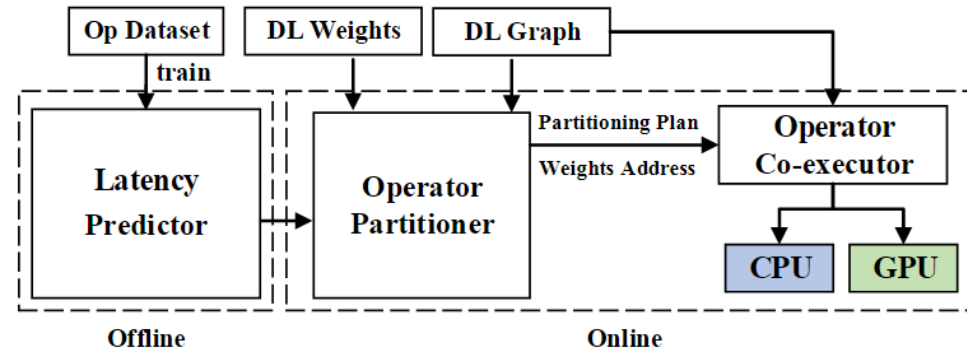 Op Dataset
DL Weights
DL Graph
train
Latency
Predictor
Operator
Partitioner
Partitioning Plan
Weights Address
Operator
Co-executor
CPU
GPU
Offline
Online